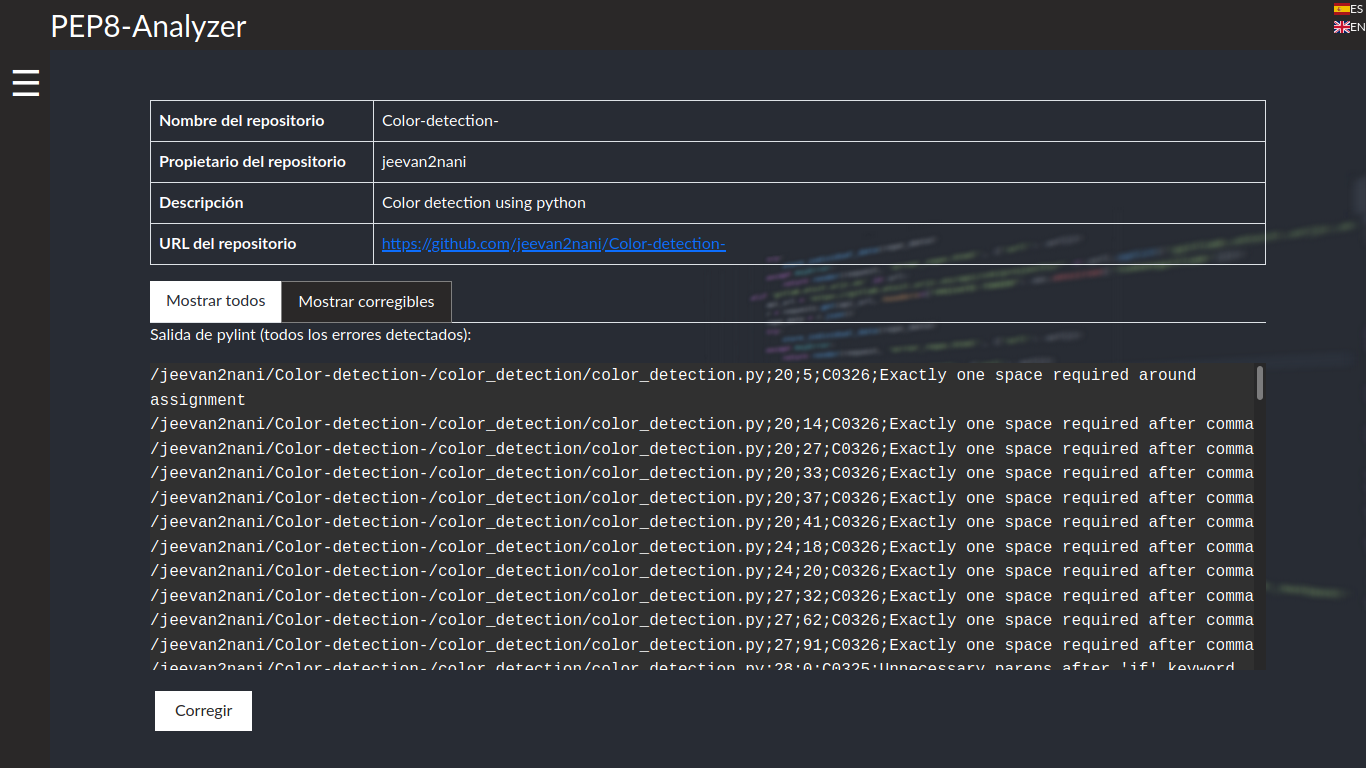 PEP8-Analyzer
ES
EN
Nombre del repositorio Color-detection-
Propietario del repositorio jeevan2nani
Descripción Color detection using python
URL del repositorio https://github.com/jeevan2nani/Color-detection-
Mostrar todos Mostrar corregibles
Salida de pylint (todos los errores detectados):
/jeevan2nani/Color-detection-/color_detection/color_detection.py;20;5;C0326;Exactly one space required around
assignment
/jeevan2nani/Color-detection-/color_detection/color_detection.py;20;14;C0326;Exactly one space required after comma
/jeevan2nani/Color-detection-/color_detection/color_detection.py;20;27;C0326;Exactly one space required after comma
/jeevan2nani/Color-detection-/color_detection/color_detection.py;20;33;C0326;Exactly one space required after comma
/jeevan2nani/Color-detection-/color_detection/color_detection.py;20;37;C0326;Exactly one space required after comma
/jeevan2nani/Color-detection-/color_detection/color_detection.py;20;41;C0326;Exactly one space required after comma
/jeevan2nani/Color-detection-/color_detection/color_detection.py;24;18;C0326;Exactly one space required after comma
/jeevan2nani/Color-detection-/color_detection/color_detection.py;24;20;C0326;Exactly one space required after comma
/jeevan2nani/Color-detection-/color_detection/color_detection.py;27;32;C0326;Exactly one space required after comma
/jeevan2nani/Color-detection-/color_detection/color_detection.py;27;62;C0326;Exactly one space required after comma
/jeevan2nani/Color-detection-/color_detection/color_detection.py;27;91;C0326;Exactly one space required after comma
/jeevan2nani/Color-detection-/color_detection/color_detection.py;28;0;C0325;Unnecessary parens after 'if' keyword
Corregir